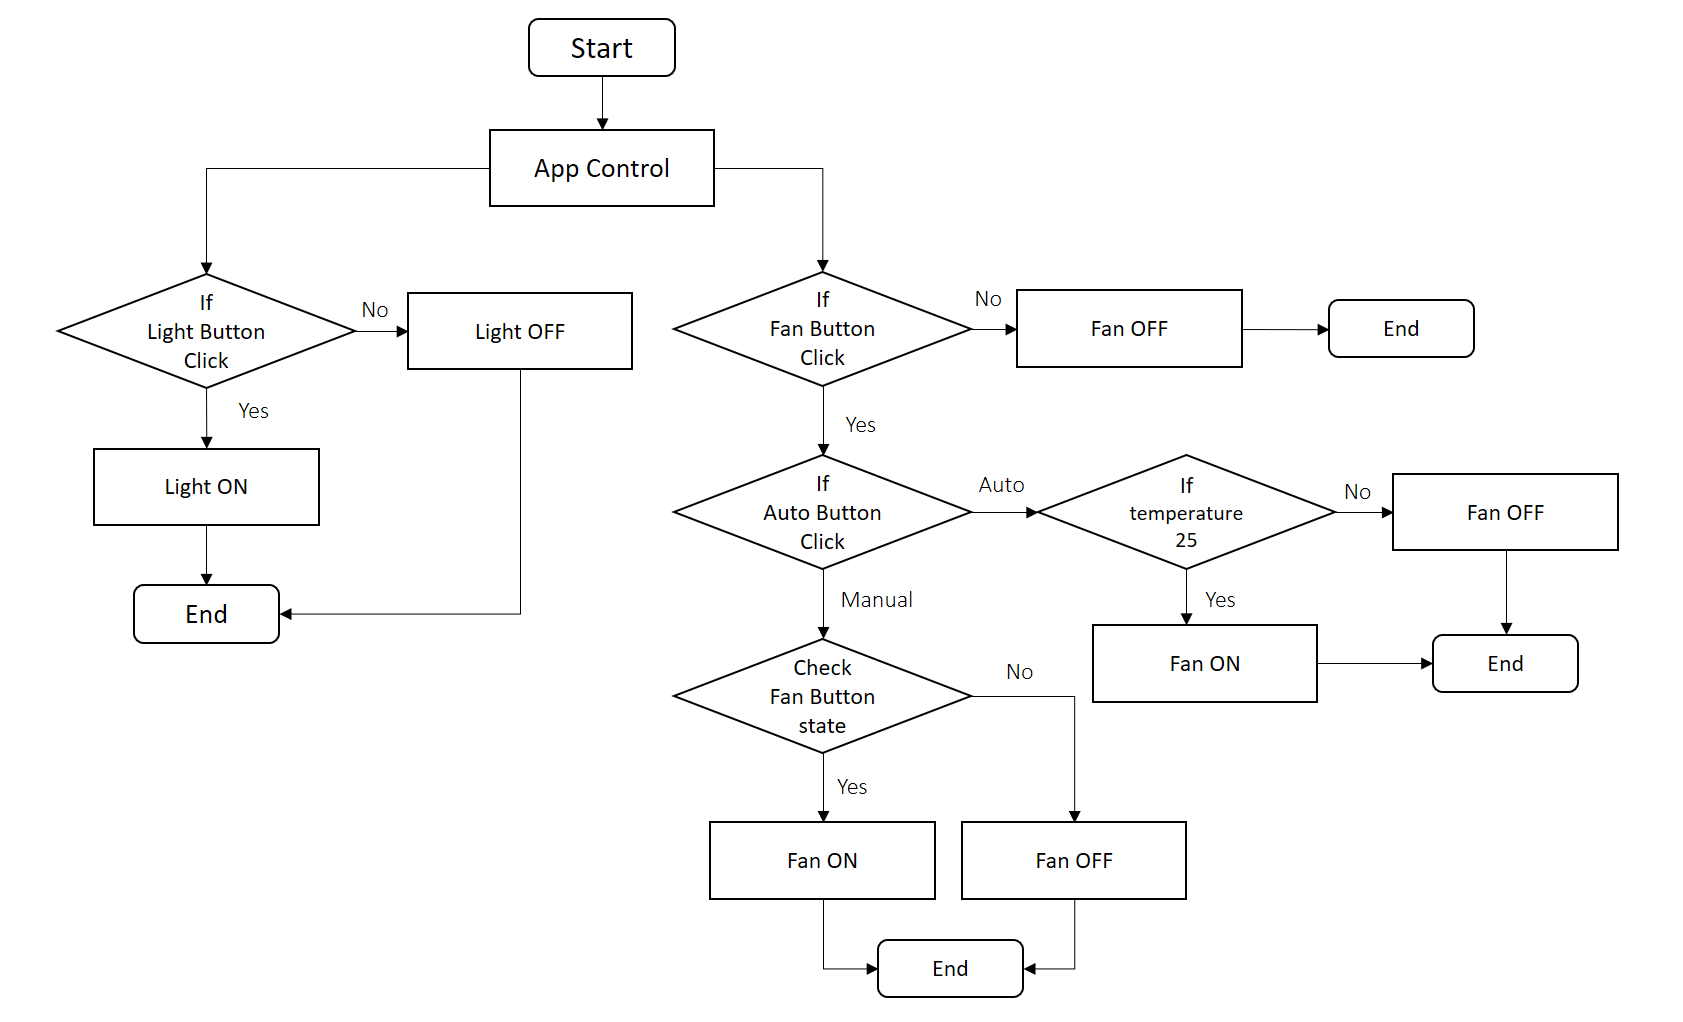 Start
App Control
If
Light Button
Click
No
Light OFF
Yes
Light ON
End
If
Fan Button
Click
No
Fan OFF
End
Yes
If
Auto Button
Click
Auto
If
temperature
25
No
Fan OFF
Yes
Fan ON
End
Manual
Check
Fan Button
state
No
Yes
Fan ON
Fan OFF
End